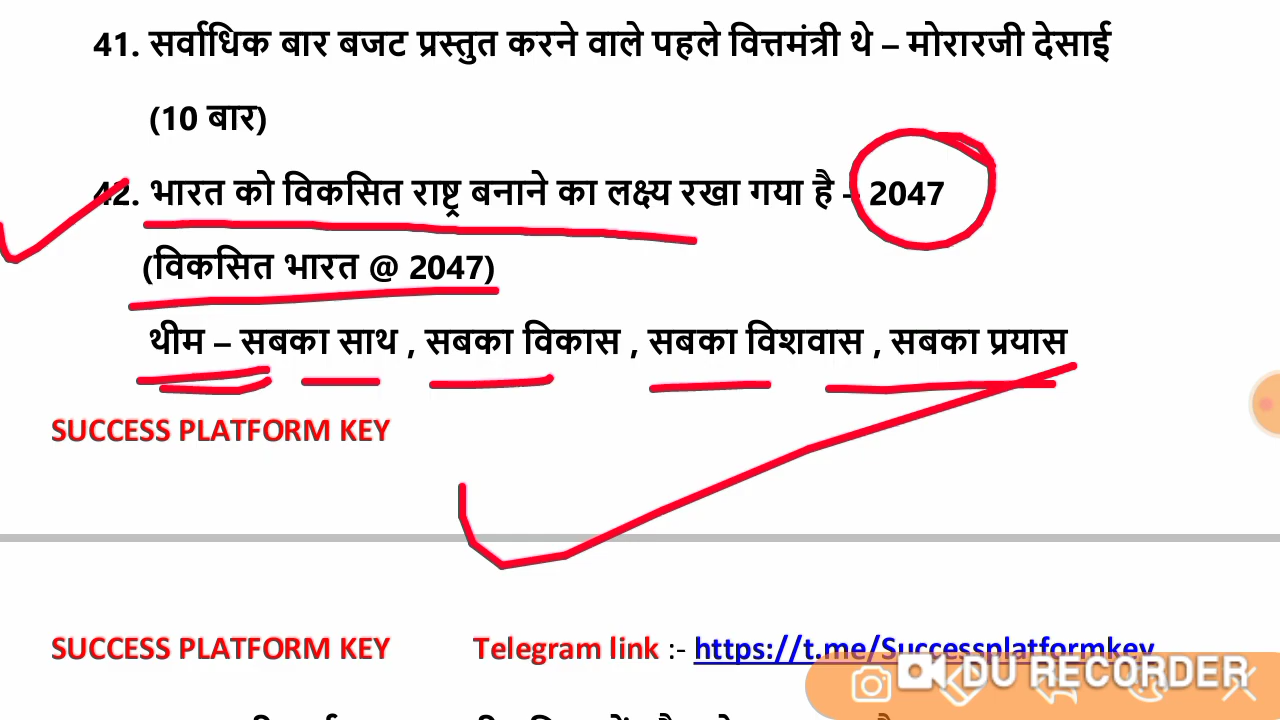 41. सर्वाधिक बार बजट प्रस्तुत करने वाले पहले वित्तमंत्री थे – मोरारजी देसाई
(10 बार)
42. भारत को विकसित राष्ट्र बनाने का लक्ष्य रखा गया है – 2047
(विकसित भारत @ 2047)
थीम – सबका साथ , सबका विकास , सबका विशवास , सबका प्रयास
SUCCESS PLATFORM KEY
SUCCESS PLATFORM KEY Telegram link :- https://t.me/Successplatformkey
DU RECORDER